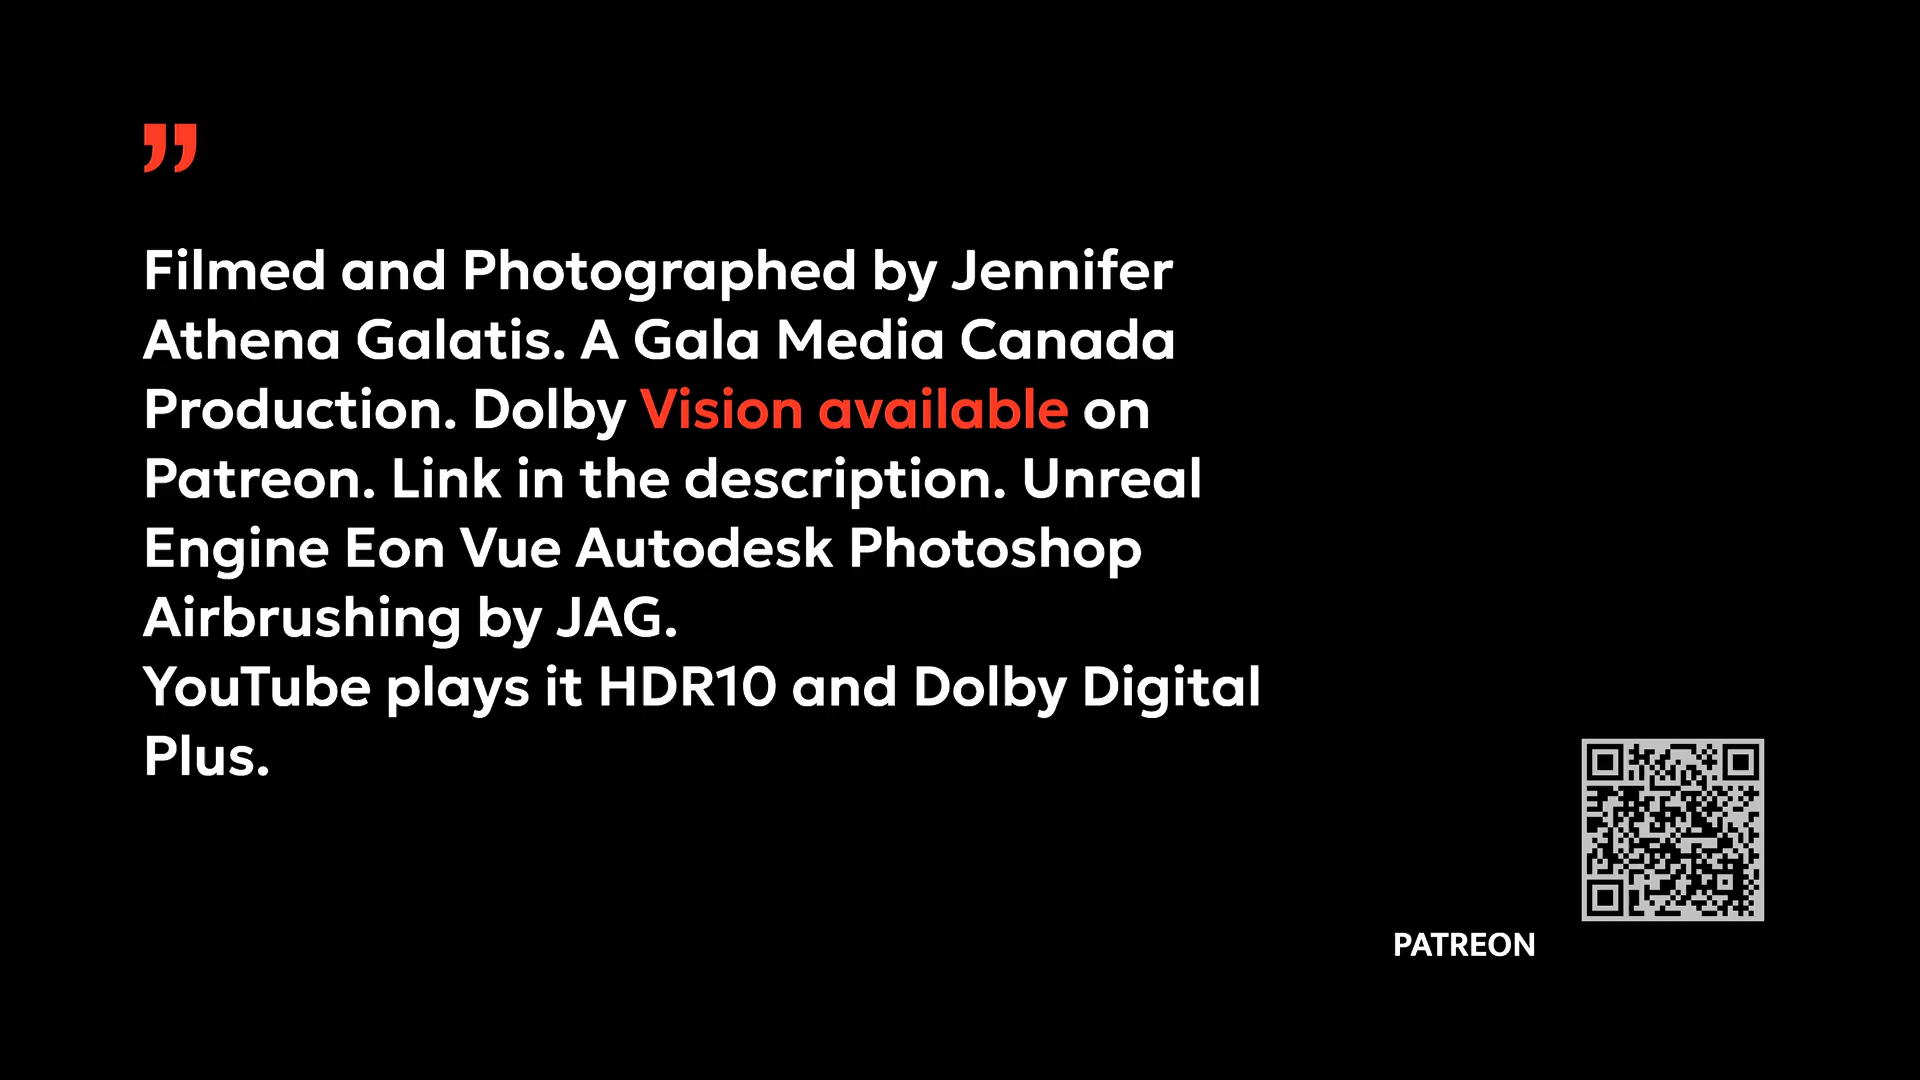 ”
Filmed and Photographed by Jennifer
Athena Galatis. A Gala Media Canada
Production. Dolby Vision available on
Patreon. Link in the description. Unreal
Engine Eon Vue Autodesk Photoshop
Airbrushing by JAG.
YouTube plays it HDR10 and Dolby Digital
Plus.
PATREON